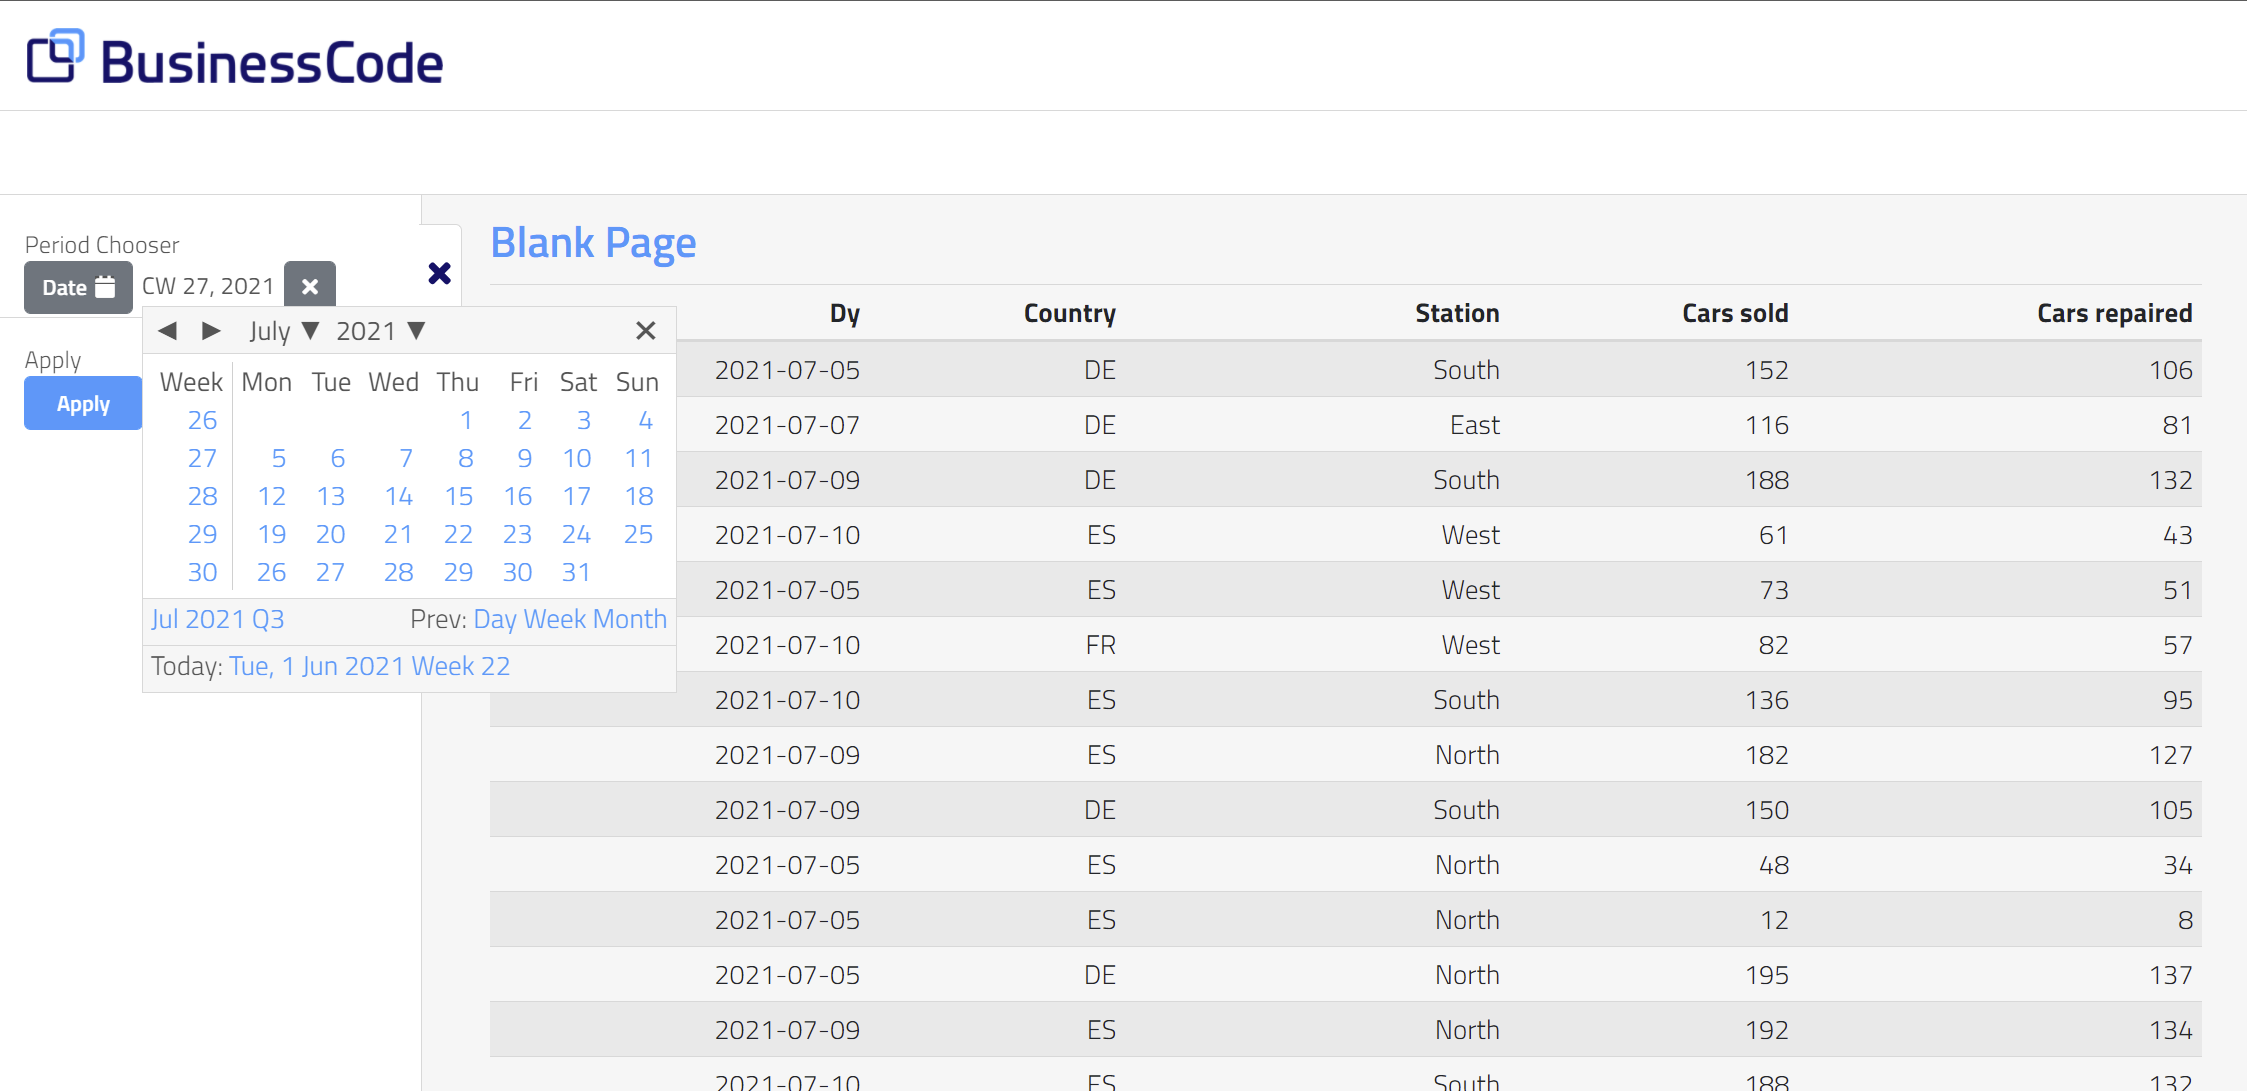 BusinessCode
Period Chooser
Date CW 27, 2021
Apply
Apply
July ▼ 2021 ▼
Week Mon Tue Wed Thu Fri Sat Sun
26 1 2 3 4
27 5 6 7 8 9 10 11
28 12 13 14 15 16 17 18
29 19 20 21 22 23 24 25
30 26 27 28 29 30 31
Jul 2021 Q3 Prev: Day Week Month
Today: Tue, 1 Jun 2021 Week 22
Blank Page
Dy Country Station Cars sold Cars repaired
2021-07-05 DE South 152 106
2021-07-07 DE East 116 81
2021-07-09 DE South 188 132
2021-07-10 ES West 61 43
2021-07-05 ES West 73 51
2021-07-10 FR West 82 57
2021-07-10 ES South 136 95
2021-07-09 ES North 182 127
2021-07-09 DE South 150 105
2021-07-05 ES North 48 34
2021-07-05 ES North 12 8
2021-07-05 DE North 195 137
2021-07-09 ES North 192 134
2021-07-10 ES South 188 132